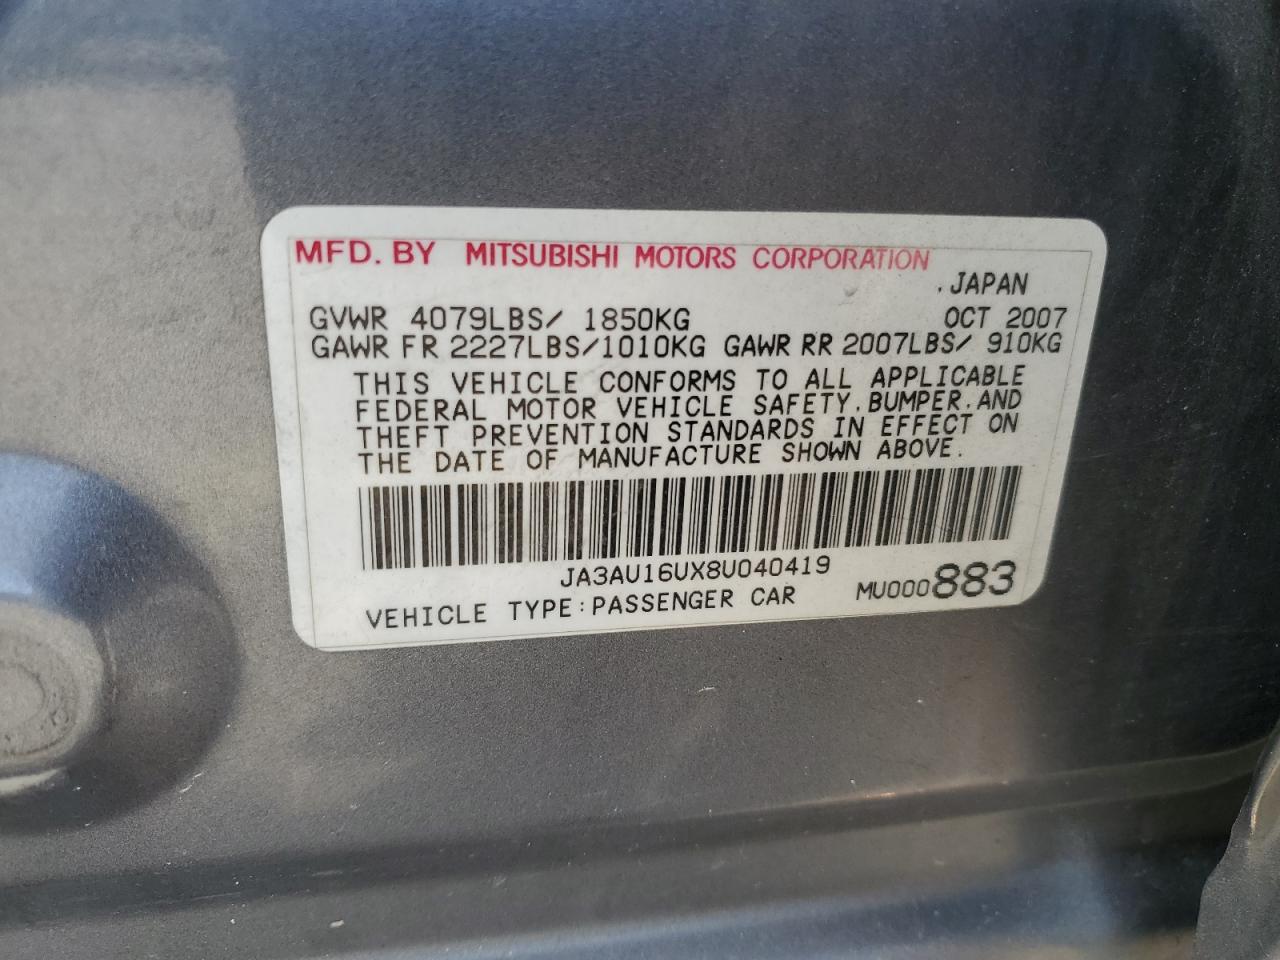 MFD. BY MITSUBISHI MOTORS CORPORATION
.JAPAN
GVWR 4079LBS/ 1850KG OCT 2007
GAWR FR 2227LBS/1010KG GAWR RR 2007LBS/ 910KG
THIS VEHICLE CONFORMS TO ALL APPLICABLE
FEDERAL MOTOR VEHICLE SAFETY, BUMPER, AND
THEFT PREVENTION STANDARDS IN EFFECT ON
THE DATE OF MANUFACTURE SHOWN ABOVE.
JA3AU16UX8U040419
VEHICLE TYPE:PASSENGER CAR MU000883